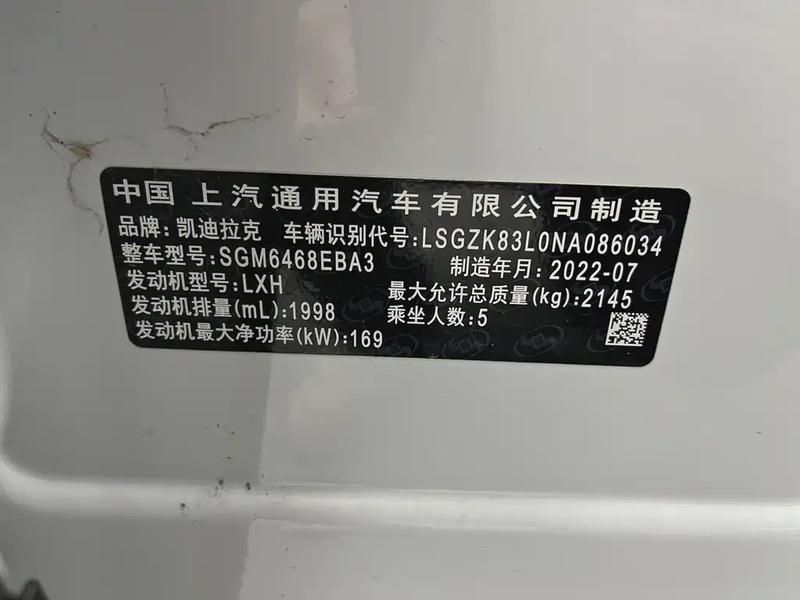 中国 上汽通用汽车有限公司制造
品牌:凯迪拉克 车辆识别代号:LSGZK83L0NA086034
整车型号:SGM6468EBA3 制造年月:2022-07
发动机型号:LXH 最大允许总质量(kg):2145
发动机排量(mL):1998 乘坐人数:5
发动机最大净功率(kW):169